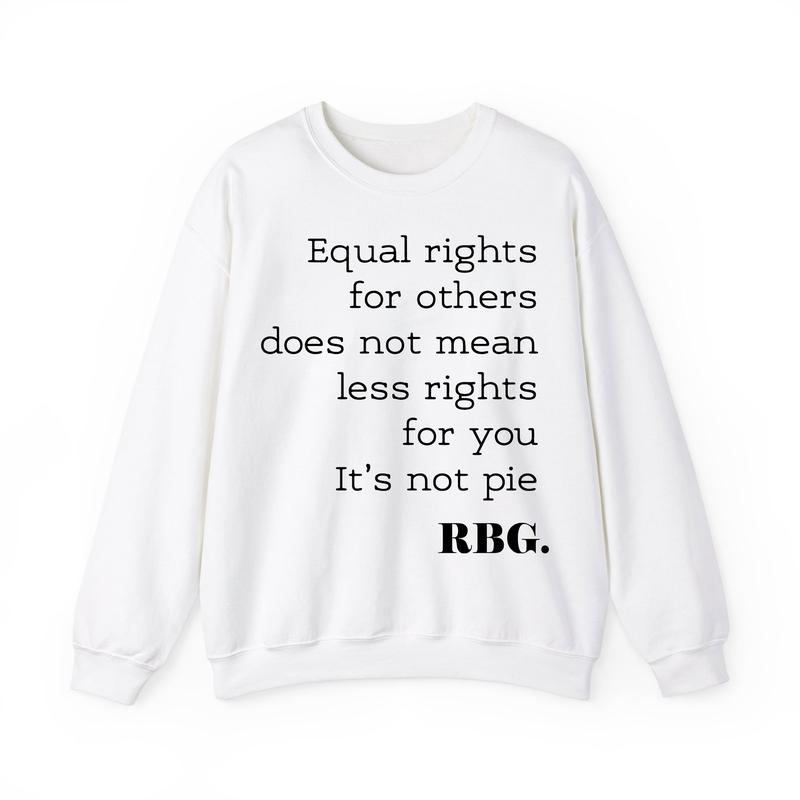 Equal rights
for others
does not mean
less rights
for you
It's not pie
RBG.